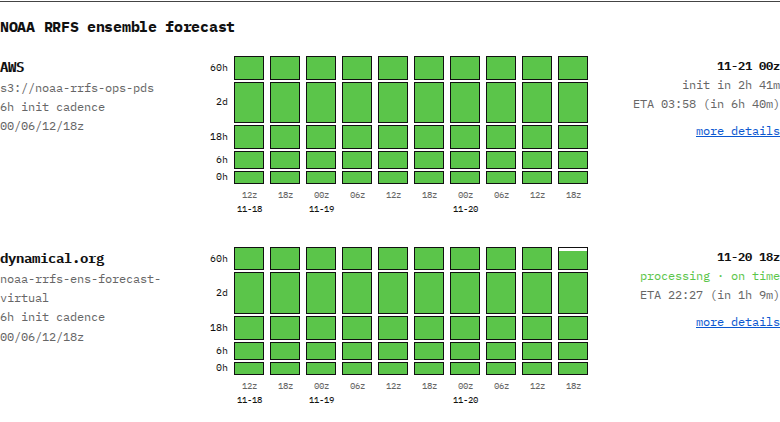 NOAA RRFS ensemble forecast
AWS
s3://noaa-rrfs-ops-pds
6h init cadence
00/06/12/18z
60h
2d
18h
6h
0h
12z 18z 00z 06z 12z 18z 00z 06z 12z 18z
11-18 11-19 11-20
11-21 00z
init in 2h 41m
ETA 03:58 (in 6h 40m)
more details
dynamical.org
noaa-rrfs-ens-forecast-
virtual
6h init cadence
00/06/12/18z
60h
2d
18h
6h
0h
12z 18z 00z 06z 12z 18z 00z 06z 12z 18z
11-18 11-19 11-20
11-20 18z
processing · on time
ETA 22:27 (in 1h 9m)
more details